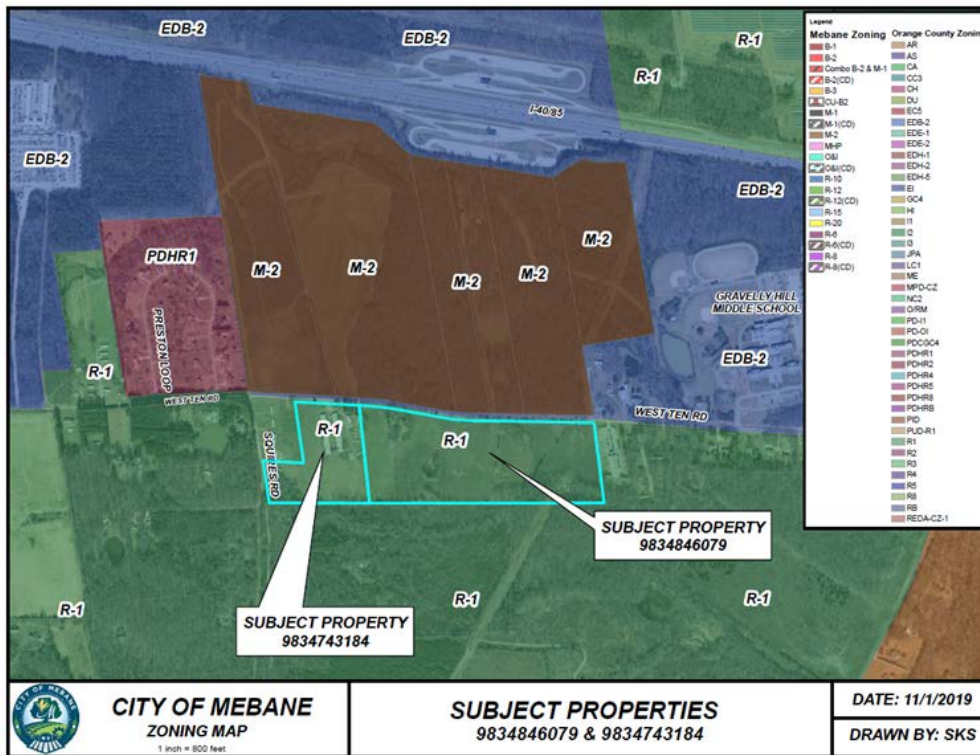 EDB-2
EDB-2
R-1
R-1
I-40/85
EDB-2
EDB-2
PDHR1
M-2
M-2
M-2
M-2
M-2
GRAVELLY HILL
MIDDLE SCHOOL
EDB-2
PRESTON LOOP
R-1
WEST TEN RD
WEST TEN RD
R-1
R-1
SQUIRES RD
SUBJECT PROPERTY
9834846079
R-1
R-1
R-1
SUBJECT PROPERTY
9834743184
Legend
Mebane Zoning
B-1
B-2
Combo B-2 & M-1
B-2(CD)
B-3
CU-B2
M-1
M-1(CD)
M-2
MHP
O&I
O&I(CD)
R-10
R-12
R-12(CD)
R-15
R-20
R-6
R-6(CD)
R-8
R-8(CD)
Orange County Zoning
AR
AS
CA
CC3
CH
DU
EC5
EDB-2
EDE-1
EDE-2
EDH-1
EDH-2
EDH-5
EI
GC4
HI
I1
I2
I3
JPA
LC1
ME
MPD-CZ
NC2
O/RM
PD-I1
PD-OI
PDCGC4
PDHR1
PDHR2
PDHR4
PDHR5
PDHR8
PDHRB
PID
PUD-R1
R1
R2
R3
R4
R5
R8
RB
REDA-CZ-1
CITY OF MEBANE
CITY OF MEBANE
ZONING MAP
1 inch = 800 feet
SUBJECT PROPERTIES
9834846079 & 9834743184
DATE: 11/1/2019
DRAWN BY: SKS